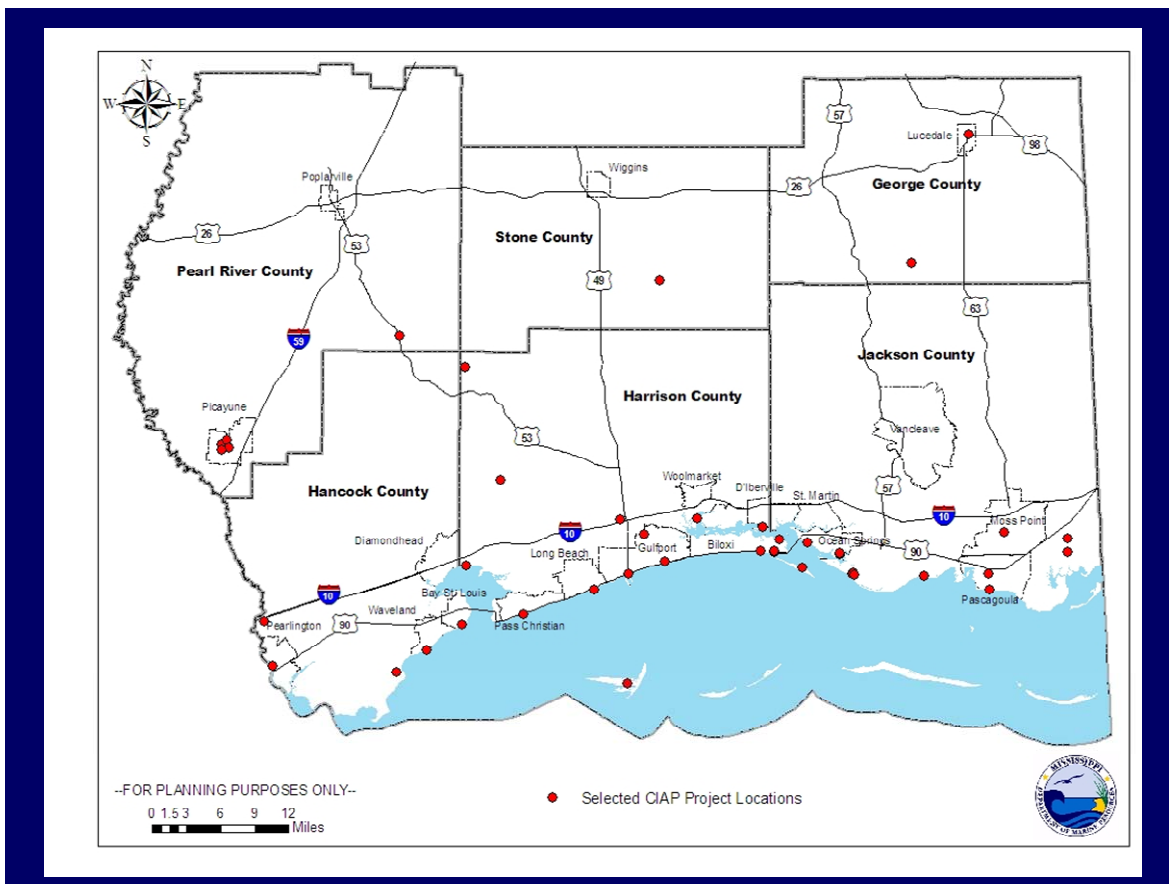 N
W E
S
57
Lucedale
98
Poplarville
Wiggins
26
George County
26
Stone County
53
Pearl River County
49
63
59
Jackson County
Picayune
Harrison County
53
Vancleave
Woolmarket
D'Iberville
57
Hancock County
St. Martin
10
Moss Point
Diamondhead
10
Long Beach
Gulfport
Biloxi
Ocean Springs
90
10
Bay St. Louis
Waveland
Pascagoula
Pearlington
90
Pass Christian
--FOR PLANNING PURPOSES ONLY--
0 1.5 3 6 9 12
Miles
Selected CIAP Project Locations
MISSISSIPPI
DEPARTMENT OF MARINE RESOURCES